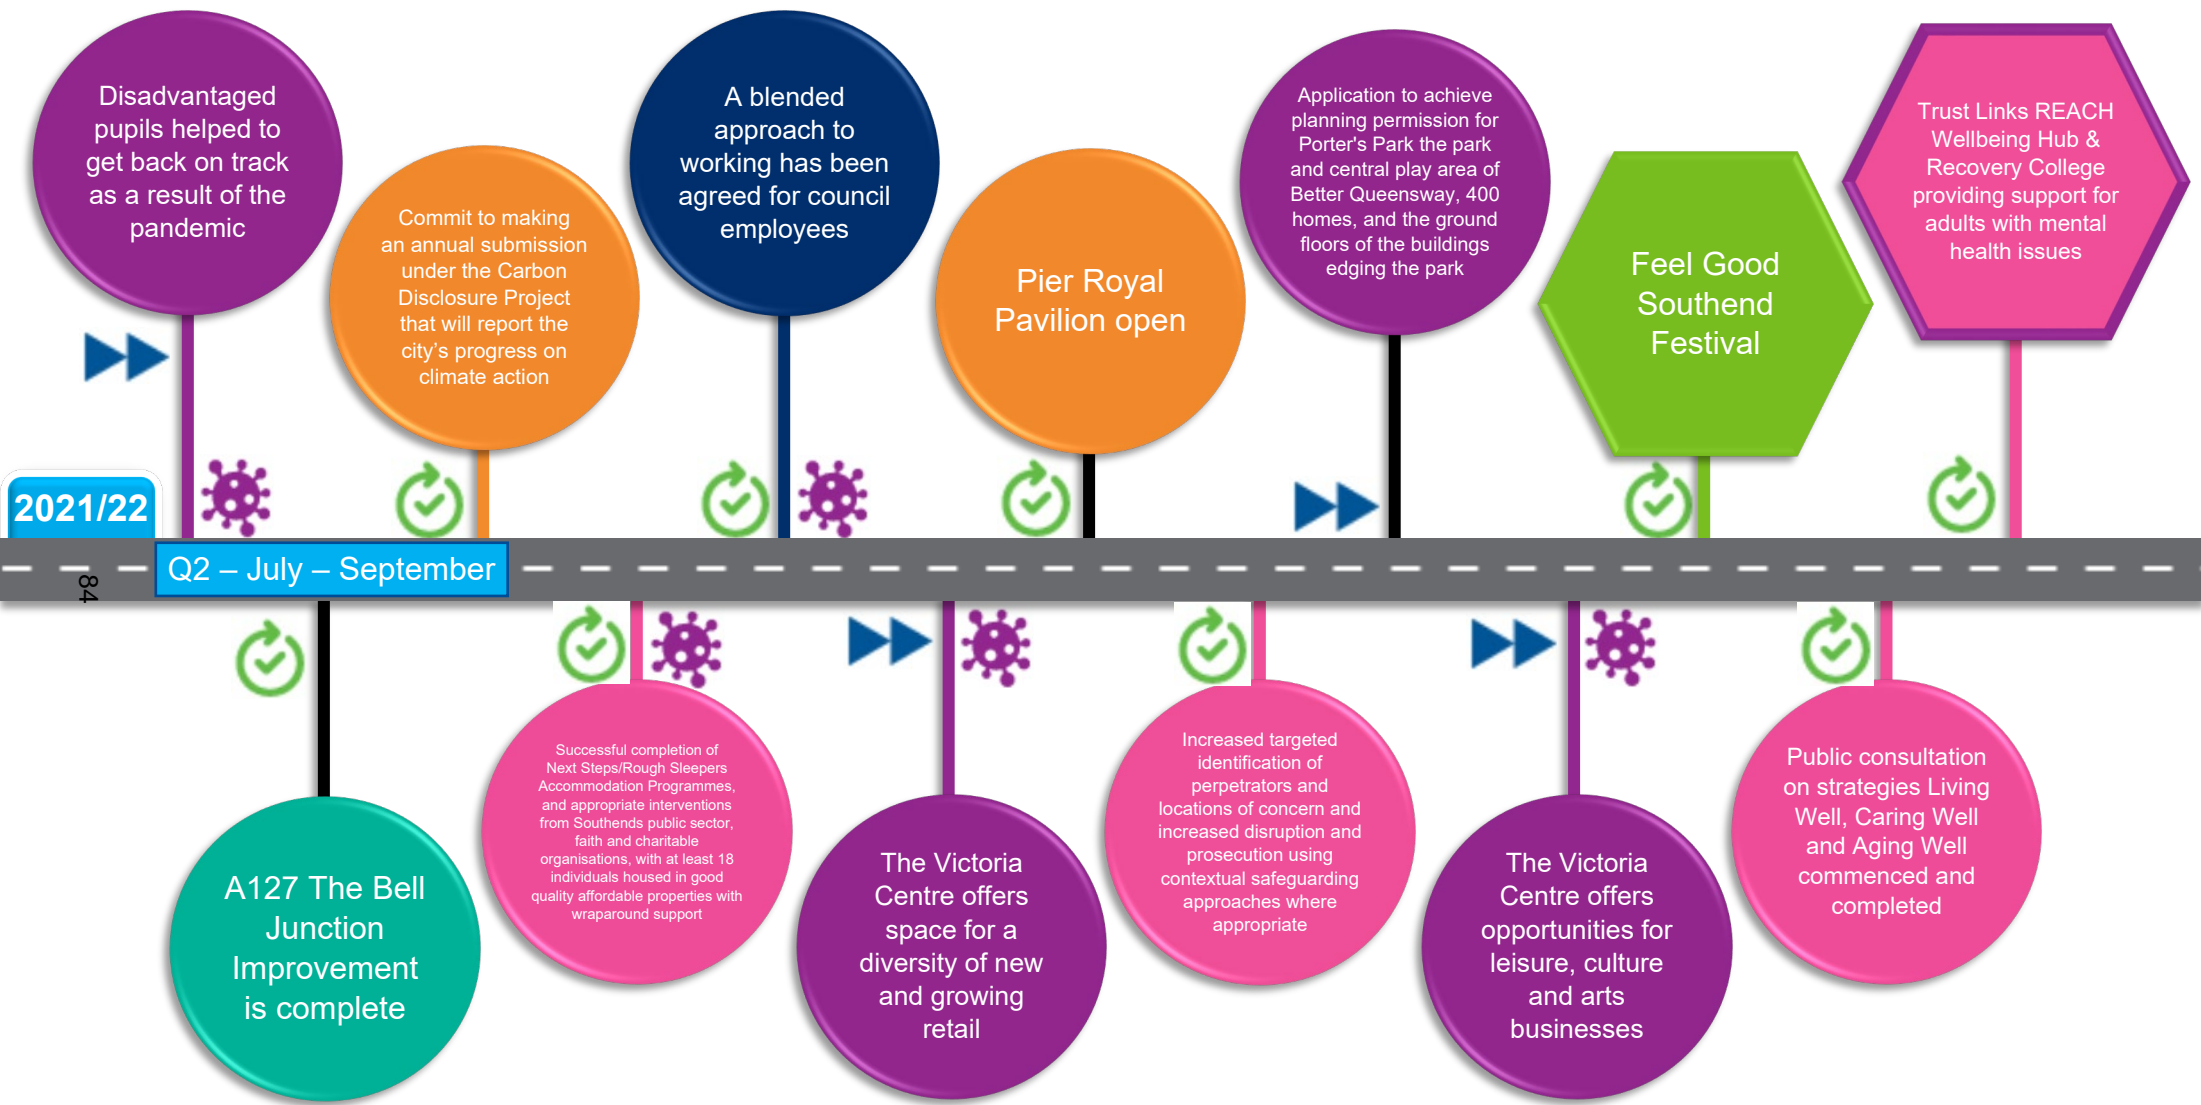 Disadvantaged
pupils helped to
get back on track
as a result of the
pandemic
Commit to making
an annual submission
under the Carbon
Disclosure Project
that will report the
city’s progress on
climate action
A blended
approach to
working has been
agreed for council
employees
Pier Royal
Pavilion open
Application to achieve
planning permission for
Porter's Park the park
and central play area of
Better Queensway, 400
homes, and the ground
floors of the buildings
edging the park
Feel Good
Southend
Festival
Trust Links REACH
Wellbeing Hub &
Recovery College
providing support for
adults with mental
health issues
2021/22
Q2 – July – September
84
A127 The Bell
Junction
Improvement
is complete
Successful completion of
Next Steps/Rough Sleepers
Accommodation Programmes,
and appropriate interventions
from Southends public sector,
faith and charitable
organisations, with at least 18
individuals housed in good
quality affordable properties with
wraparound support
The Victoria
Centre offers
space for a
diversity of new
and growing
retail
Increased targeted
identification of
perpetrators and
locations of concern and
increased disruption and
prosecution using
contextual safeguarding
approaches where
appropriate
The Victoria
Centre offers
opportunities for
leisure, culture
and arts
businesses
Public consultation
on strategies Living
Well, Caring Well
and Aging Well
commenced and
completed